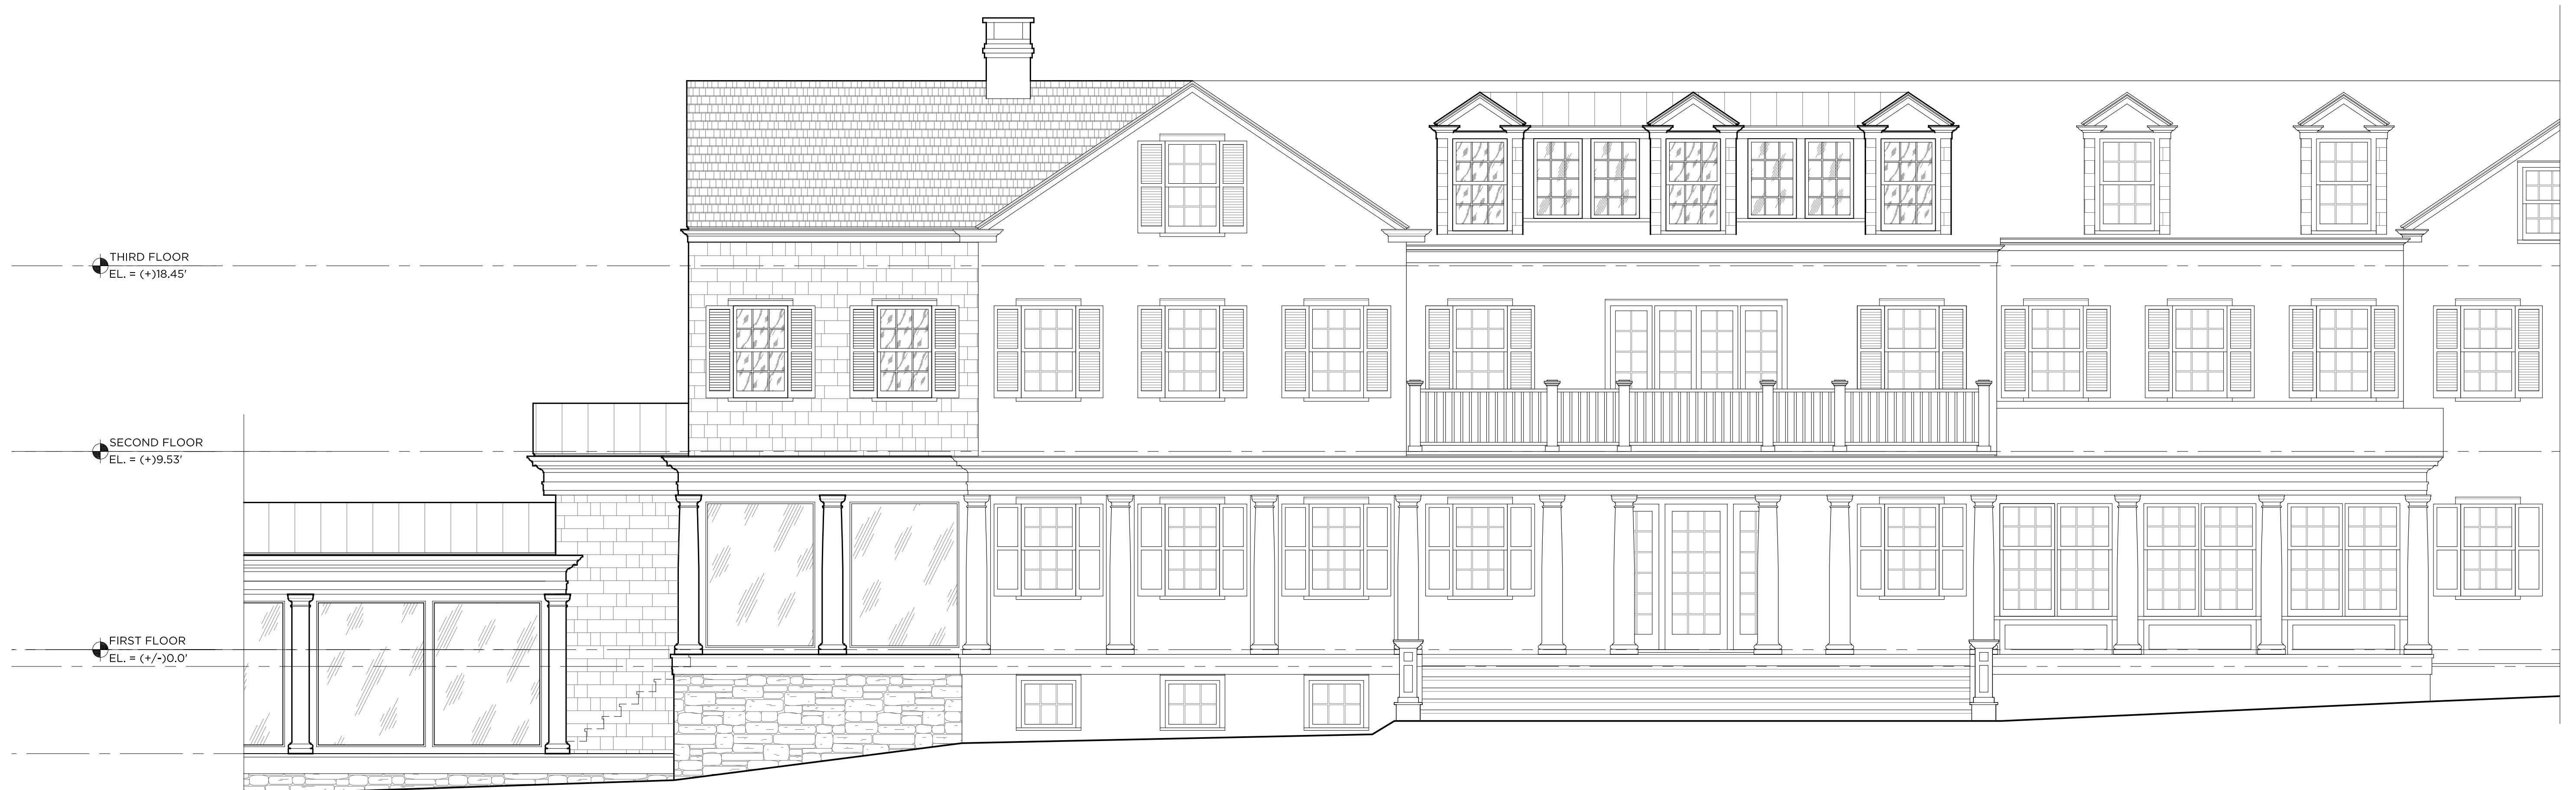 THIRD FLOOR
EL. = (+)18.45'
SECOND FLOOR
EL. = (+)9.53'
FIRST FLOOR
EL. = (+/-)0.0'